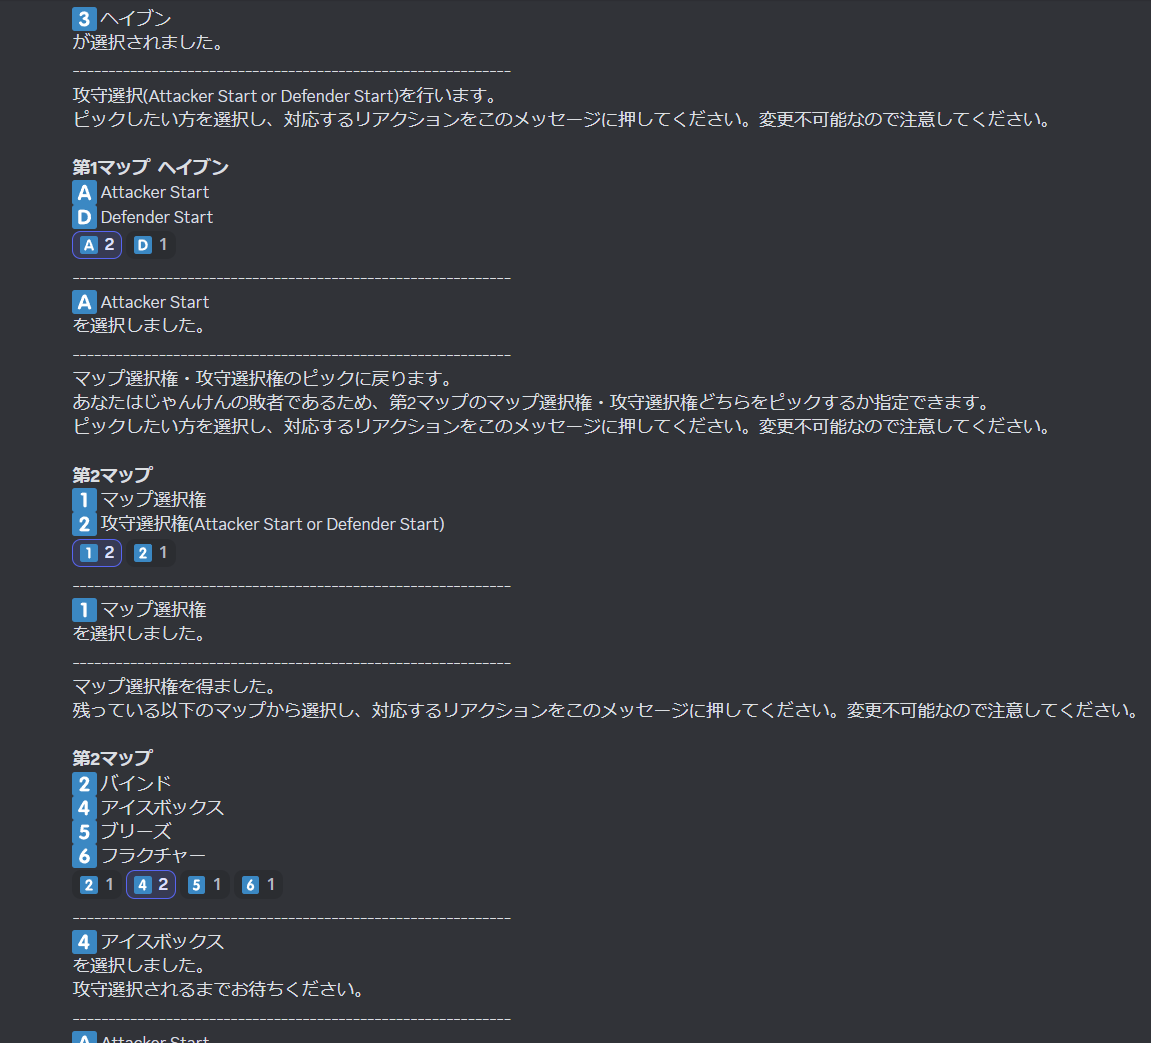 3 ヘイブン
が選択されました。
------------------------------------------------------------
攻守選択(Attacker Start or Defender Start)を行います。
ピックしたい方を選択し、対応するリアクションをこのメッセージに押してください。変更不可能なので注意してください。
第1マップ ヘイブン
A Attacker Start
D Defender Start
A 2 D 1
------------------------------------------------------------
A Attacker Start
を選択しました。
------------------------------------------------------------
マップ選択権・攻守選択権のピックに戻ります。
あなたはじゃんけんの敗者であるため、第2マップのマップ選択権・攻守選択権どちらをピックするか指定できます。
ピックしたい方を選択し、対応するリアクションをこのメッセージに押してください。変更不可能なので注意してください。
第2マップ
1 マップ選択権
2 攻守選択権(Attacker Start or Defender Start)
1 2 2 1
------------------------------------------------------------
1 マップ選択権
を選択しました。
------------------------------------------------------------
マップ選択権を得ました。
残っている以下のマップから選択し、対応するリアクションをこのメッセージに押してください。変更不可能なので注意してください。
第2マップ
2 バインド
4 アイスボックス
5 ブリーズ
6 フラクチャー
2 1 4 2 5 1 6 1
------------------------------------------------------------
4 アイスボックス
を選択しました。
攻守選択されるまでお待ちください。
------------------------------------------------------------
A Attacker Start